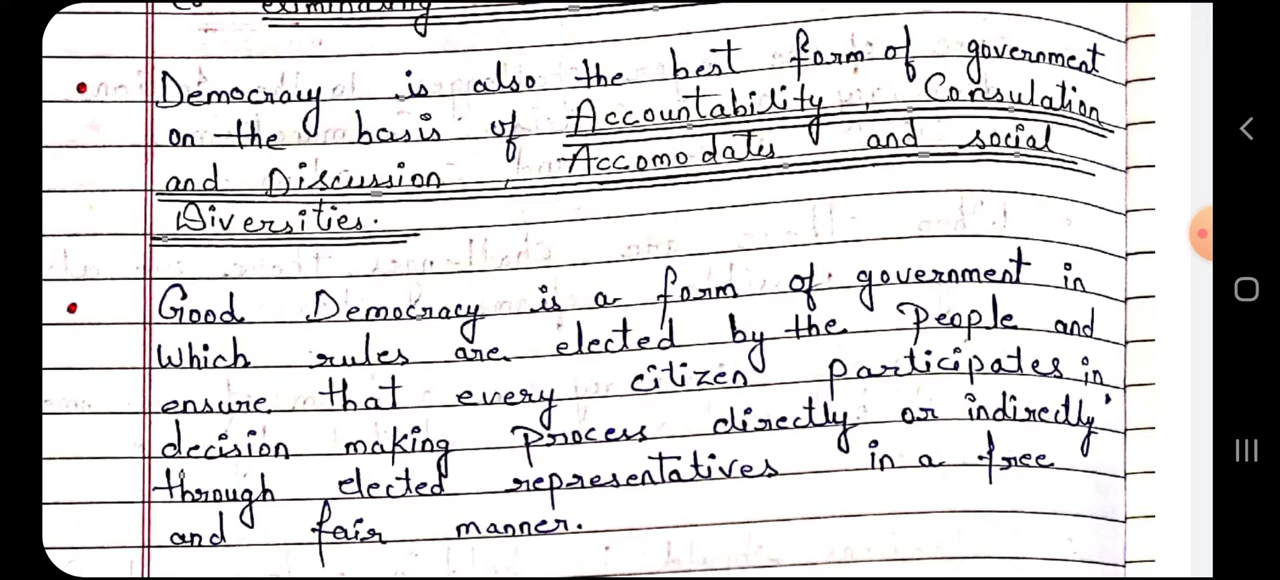 eliminating
• Democracy is also the best form of government
on the basis of Accountability, Consulation
and Discussion, Accomodates and social
Diversities.
• Good Democracy is a form of government in
which rules are elected by the People and
ensure that every citizen participates in
decision making process directly or indirectly
through elected representatives in a free
and fair manner.